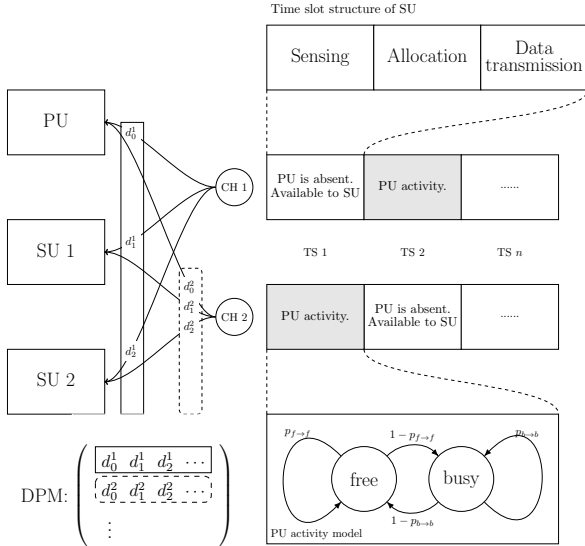 Time slot structure of SU
Sensing
Allocation
Data
transmission
PU
SU 1
SU 2
d_0^1
d_1^1
d_2^1
d_0^2
d_1^2
d_2^2
CH 1
CH 2
PU is absent.
Available to SU
PU activity.
......
TS 1
TS 2
TS n
PU activity.
PU is absent.
Available to SU
......
DPM:
d_0^1 d_1^1 d_2^1 ⋯
d_0^2 d_1^2 d_2^2 ⋯
⋮
p_{f→f}
1 − p_{f→f}
p_{b→b}
free
busy
1 − p_{b→b}
PU activity model